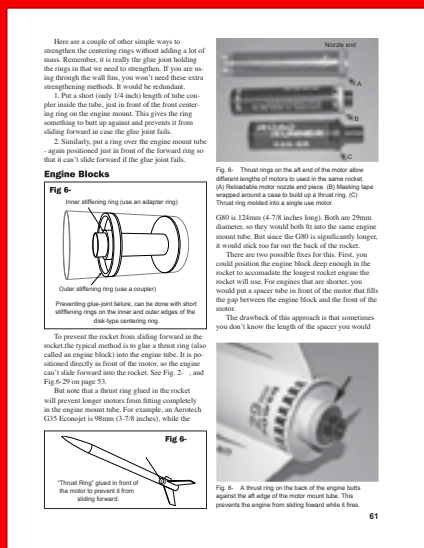 Here are a couple of other simple ways to
strengthen the centering rings without adding a lot of
mass. Remember, it is really the glue joint holding
the rings in that we need to strengthen. If you are us-
ing through the wall fins, you won't need these extra
strengthening methods. It would be redundant.
1. Put a short (only 1/4 inch) length of tube cou-
pler inside the tube, just in front of the front center-
ing ring on the engine mount. This gives the ring
something to butt up against and prevents it from
sliding forward in case the glue joint fails.
2. Similarly, put a ring over the engine mount tube
- again positioned just in front of the forward ring so
that it can't slide forward if the glue joint fails.
Engine Blocks
Fig 6-
Inner stiffening ring (use an adapter ring)
Outer stiffening ring (use a coupler)
Preventing glue-joint failure, can be done with short
stifffening rings on the inner and outer edges of the
disk-type centering ring.
To prevent the rocket from sliding forward in the
rocket,the typical method is to glue a thrust ring (also
called an engine block) into the engine tube. It is po-
sitioned directly in front of the motor, so the engine
can't slide forward into the rocket. See Fig. 2- , and
Fig.6-29 on page 53.
But note that a thrust ring glued in the rocket
will prevent longer motors from fitting completely
in the engine mount tube. For example, an Aerotech
G35 Econojet is 98mm (3-7/8 inches), while the
Fig 6-
"Thrust Ring" glued in front of
the motor to prevent it from
sliding forward.
Nozzle end
A
B
C
Fig. 6- Thrust rings on the aft end of the motor allow
different lengths of motors to used in the same rocket.
(A) Reloadable motor nozzle end piece. (B) Masking tape
wrapped around a case to build up a thrust ring. (C)
Thrust ring molded into a single use motor.
G80 is 124mm (4-7/8 inches long). Both are 29mm
diameter, so they would both fit into the same engine
mount tube. But since the G80 is significantly longer,
it would stick too far out the back of the rocket.
There are two possible fixes for this. First, you
could position the engine block deep enough in the
rocket to accomadate the longest rocket engine the
rocket will use. For engines that are shorter, you
would put a spacer tube in front of the motor that fills
the gap between the engine block and the front of the
motor.
The drawback of this approach is that sometimes
you don't know the length of the spacer you would
Fig. 6- A thrust ring on the back of the engine butts
against the aft edge of the motor mount tube. This
prevents the engine from sliding foward while it fires.
61